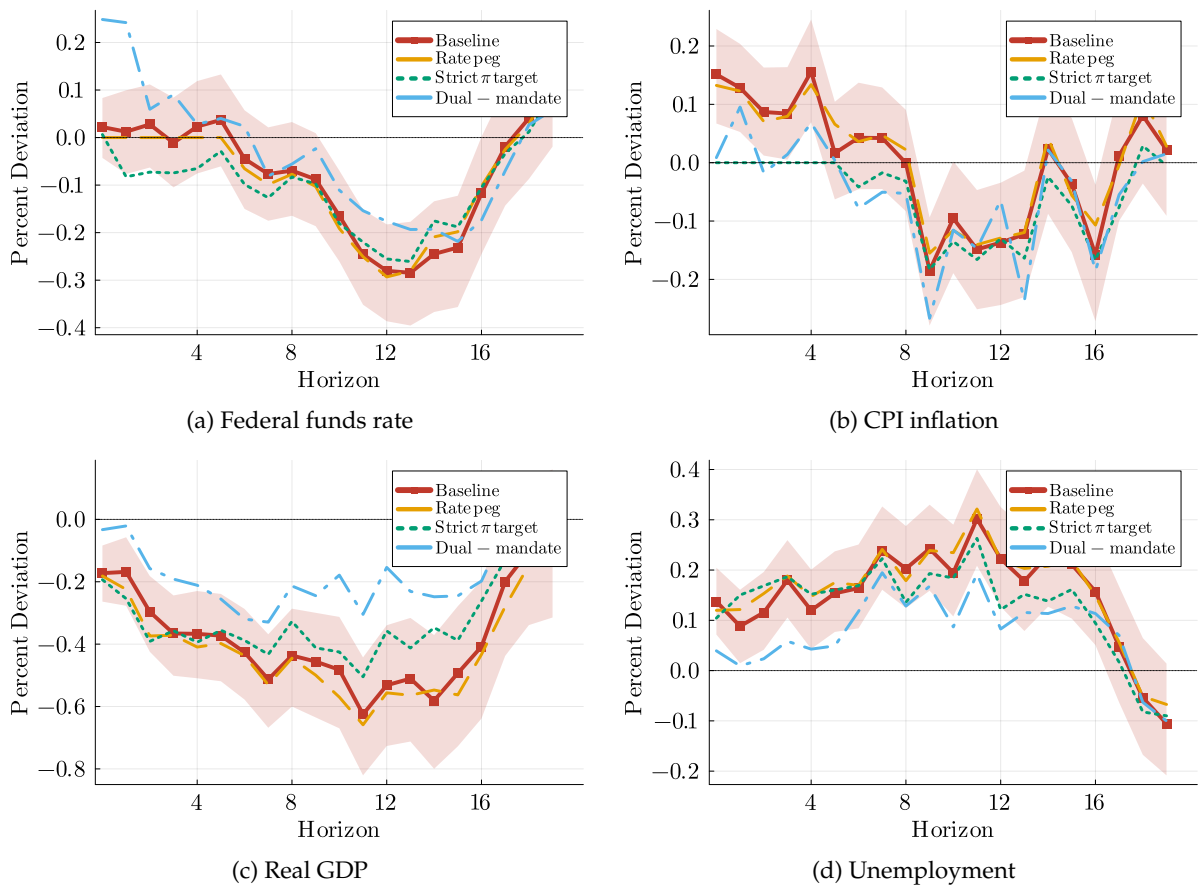 Percent Deviation
0.2
0.1
0.0
−0.1
−0.2
−0.3
−0.4
Baseline
Rate peg
Strict π target
Dual − mandate
4 8 12 16
Horizon
(a) Federal funds rate
Percent Deviation
0.2
0.1
0.0
−0.1
−0.2
Baseline
Rate peg
Strict π target
Dual − mandate
4 8 12 16
Horizon
(b) CPI inflation
Percent Deviation
0.0
−0.2
−0.4
−0.6
−0.8
Baseline
Rate peg
Strict π target
Dual − mandate
4 8 12 16
Horizon
(c) Real GDP
Percent Deviation
0.4
0.3
0.2
0.1
0.0
−0.1
−0.2
Baseline
Rate peg
Strict π target
Dual − mandate
4 8 12 16
Horizon
(d) Unemployment